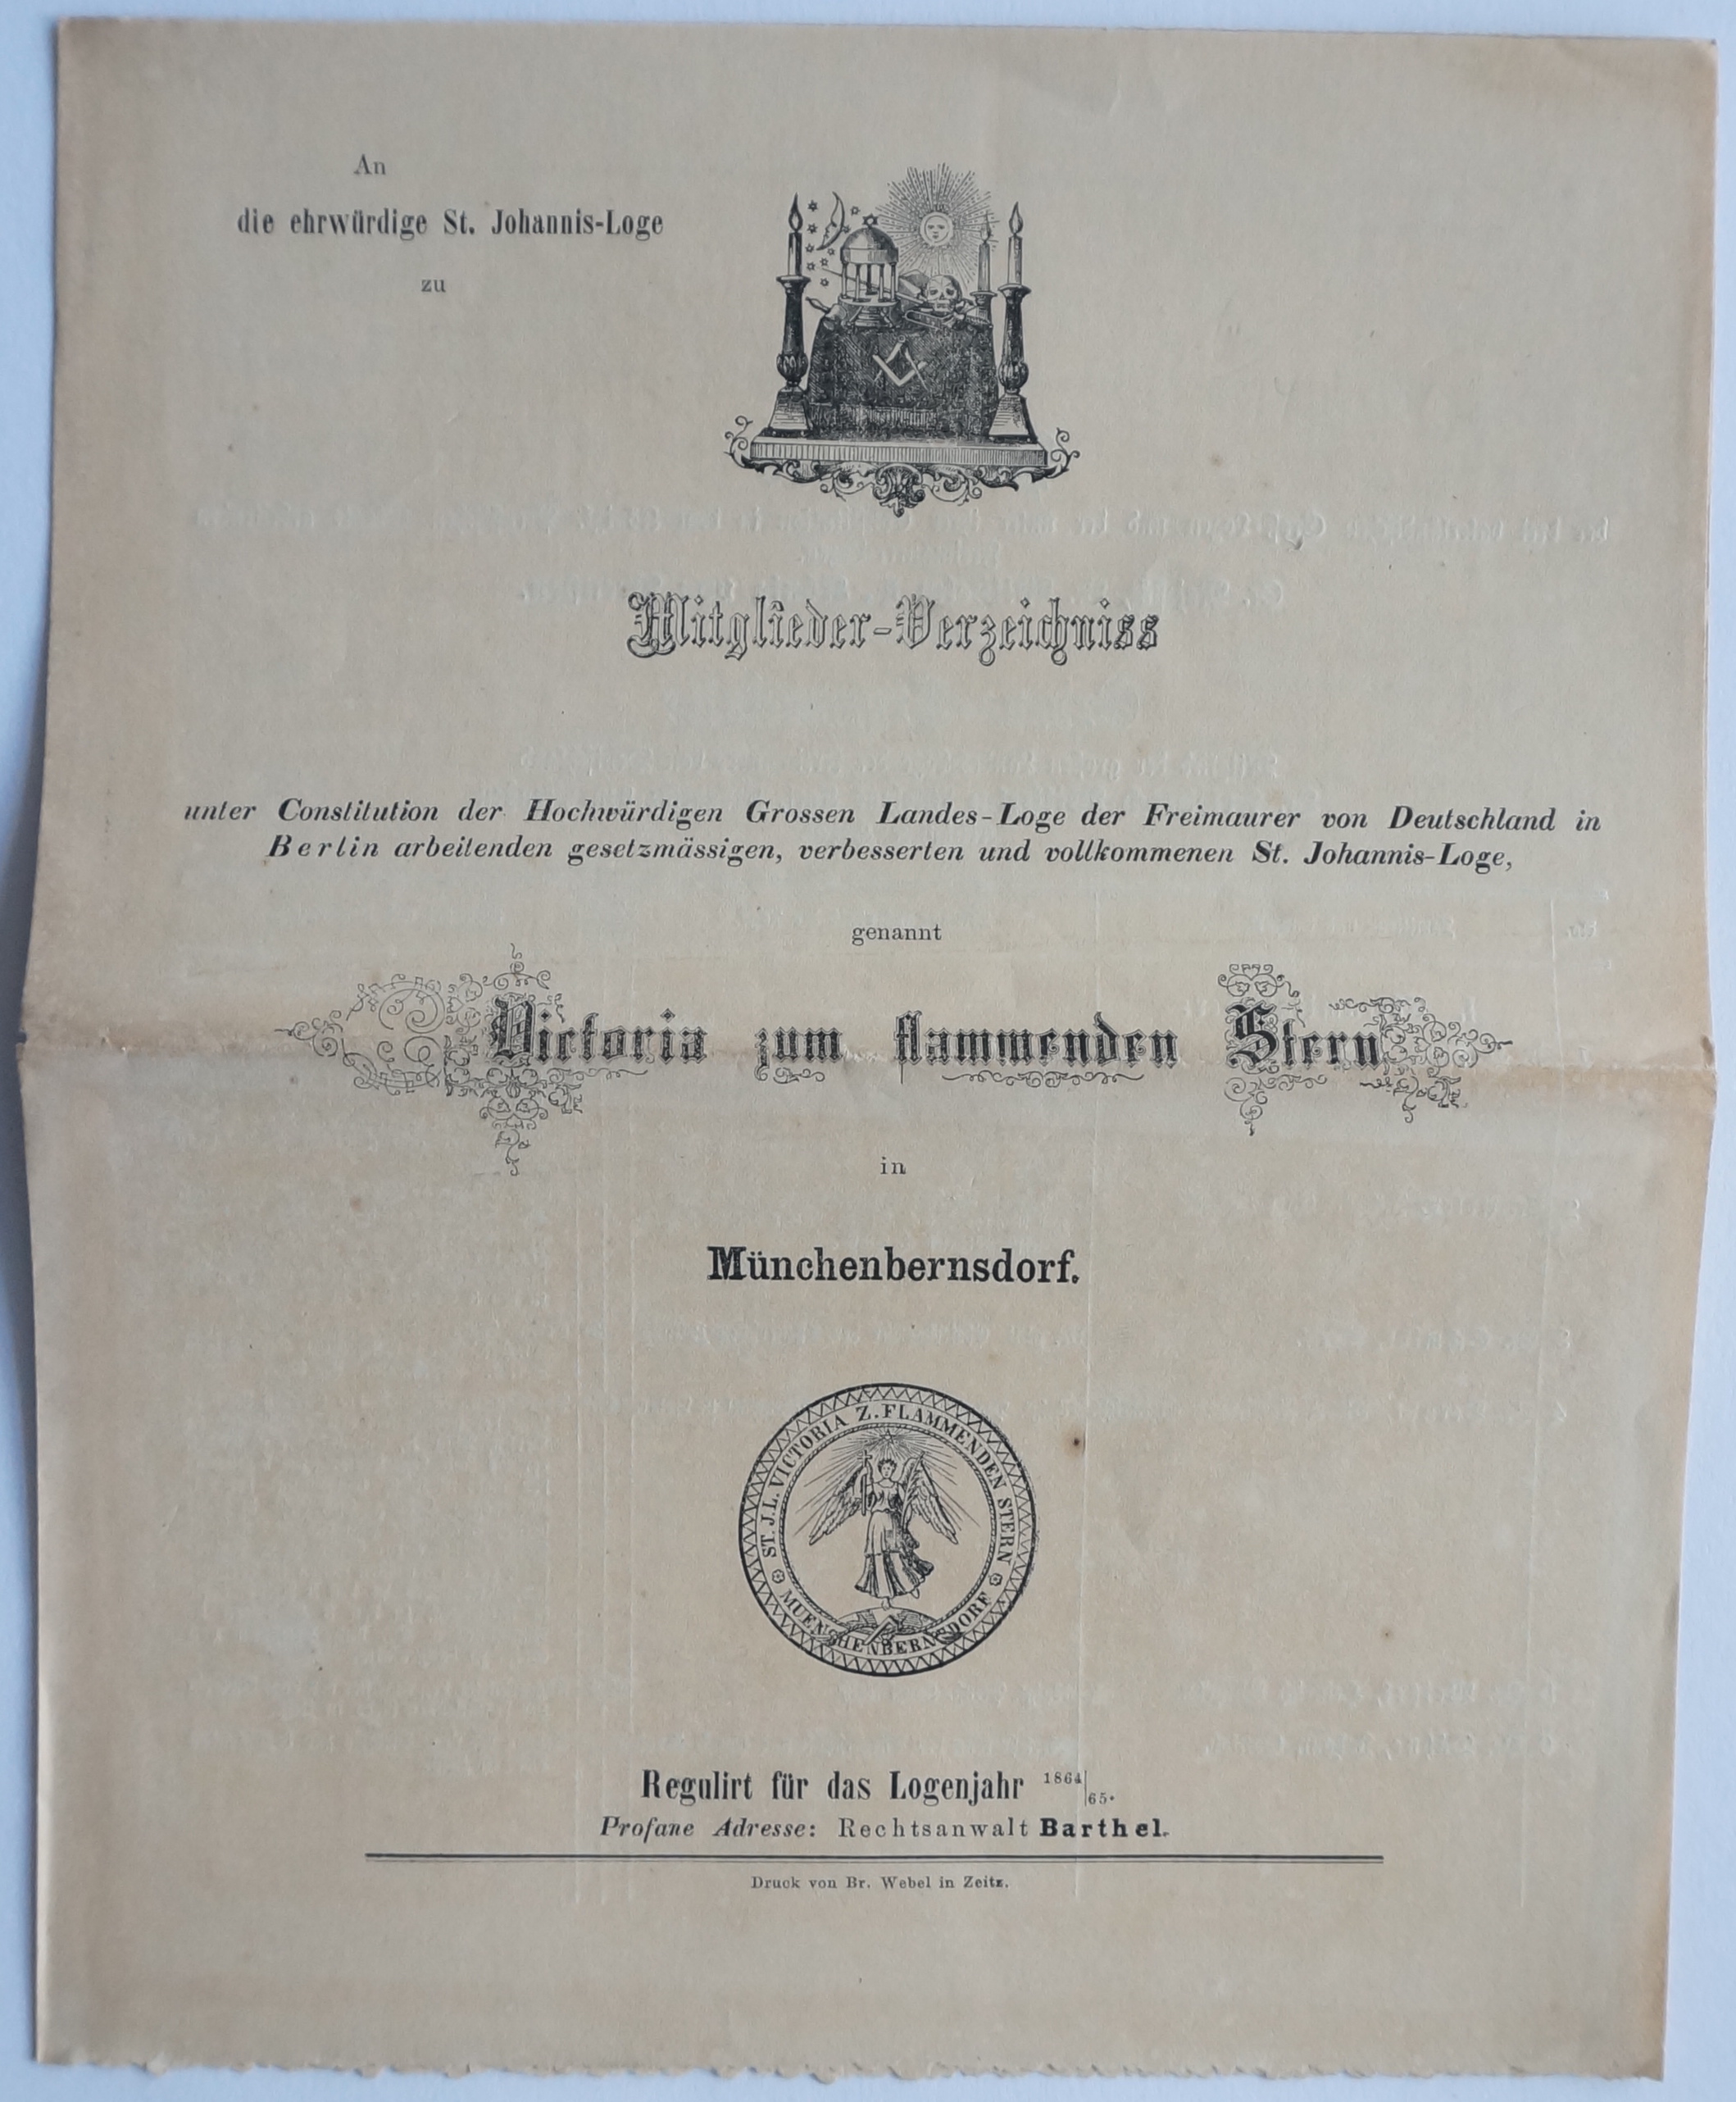 An
die ehrwürdige St. Johannis-Loge
zu
Mitglieder-Verzeichniss
unter Constitution der Hochwürdigen Grossen Landes-Loge der Freimaurer von Deutschland in
Berlin arbeitenden gesetzmässigen, verbesserten und vollkommenen St. Johannis-Loge,
genannt
Victoria zum flammenden Stern
in
Münchenbernsdorf.
ST. J. L. VICTORIA Z. FLAMMENDEN STERN
MUENCHENBERNSDORF
Regulirt für das Logenjahr 1864|65.
Profane Adresse: Rechtsanwalt Barthel.
Druck von Br. Webel in Zeitz.